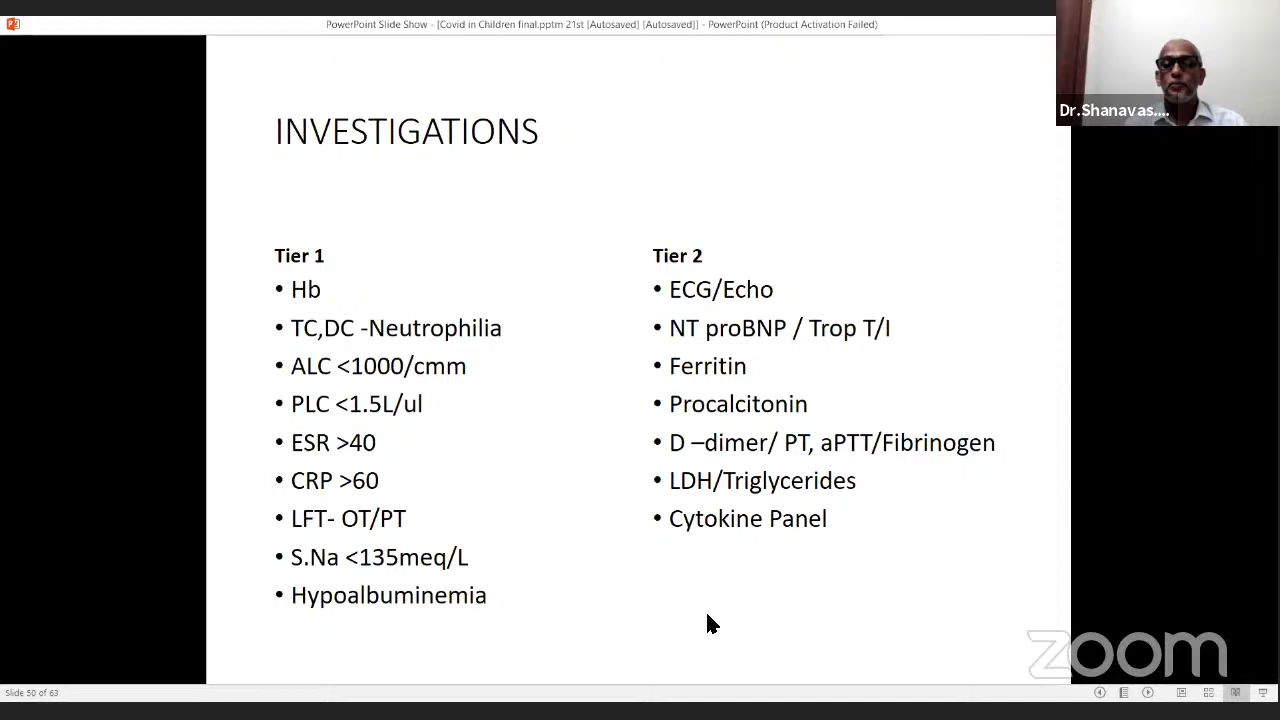 PowerPoint Slide Show - [Covid in Children final.pptm 21st [Autosaved] [Autosaved]] - PowerPoint (Product Activation Failed)
Dr.Shanavas....
INVESTIGATIONS
Tier 1
• Hb
• TC,DC -Neutrophilia
• ALC <1000/cmm
• PLC <1.5L/ul
• ESR >40
• CRP >60
• LFT- OT/PT
• S.Na <135meq/L
• Hypoalbuminemia
Tier 2
• ECG/Echo
• NT proBNP / Trop T/I
• Ferritin
• Procalcitonin
• D –dimer/ PT, aPTT/Fibrinogen
• LDH/Triglycerides
• Cytokine Panel
zoom
Slide 50 of 63